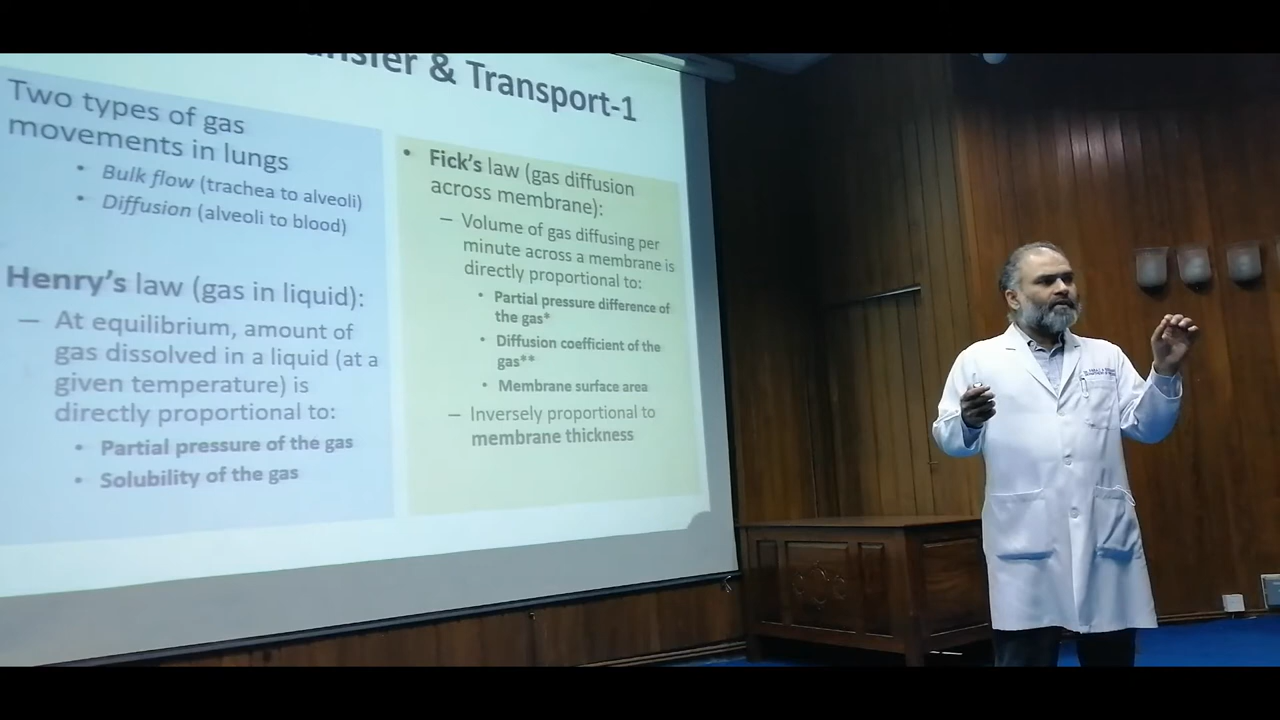 & Transport-1
Two types of gas
movements in lungs
• Bulk flow (trachea to alveoli)
• Diffusion (alveoli to blood)
Henry's law (gas in liquid):
— At equilibrium, amount of
gas dissolved in a liquid (at a
given temperature) is
directly proportional to:
• Partial pressure of the gas
• Solubility of the gas
• Fick's law (gas diffusion
across membrane):
— Volume of gas diffusing per
minute across a membrane is
directly proportional to:
• Partial pressure difference of
the gas*
• Diffusion coefficient of the
gas**
• Membrane surface area
— Inversely proportional to
membrane thickness